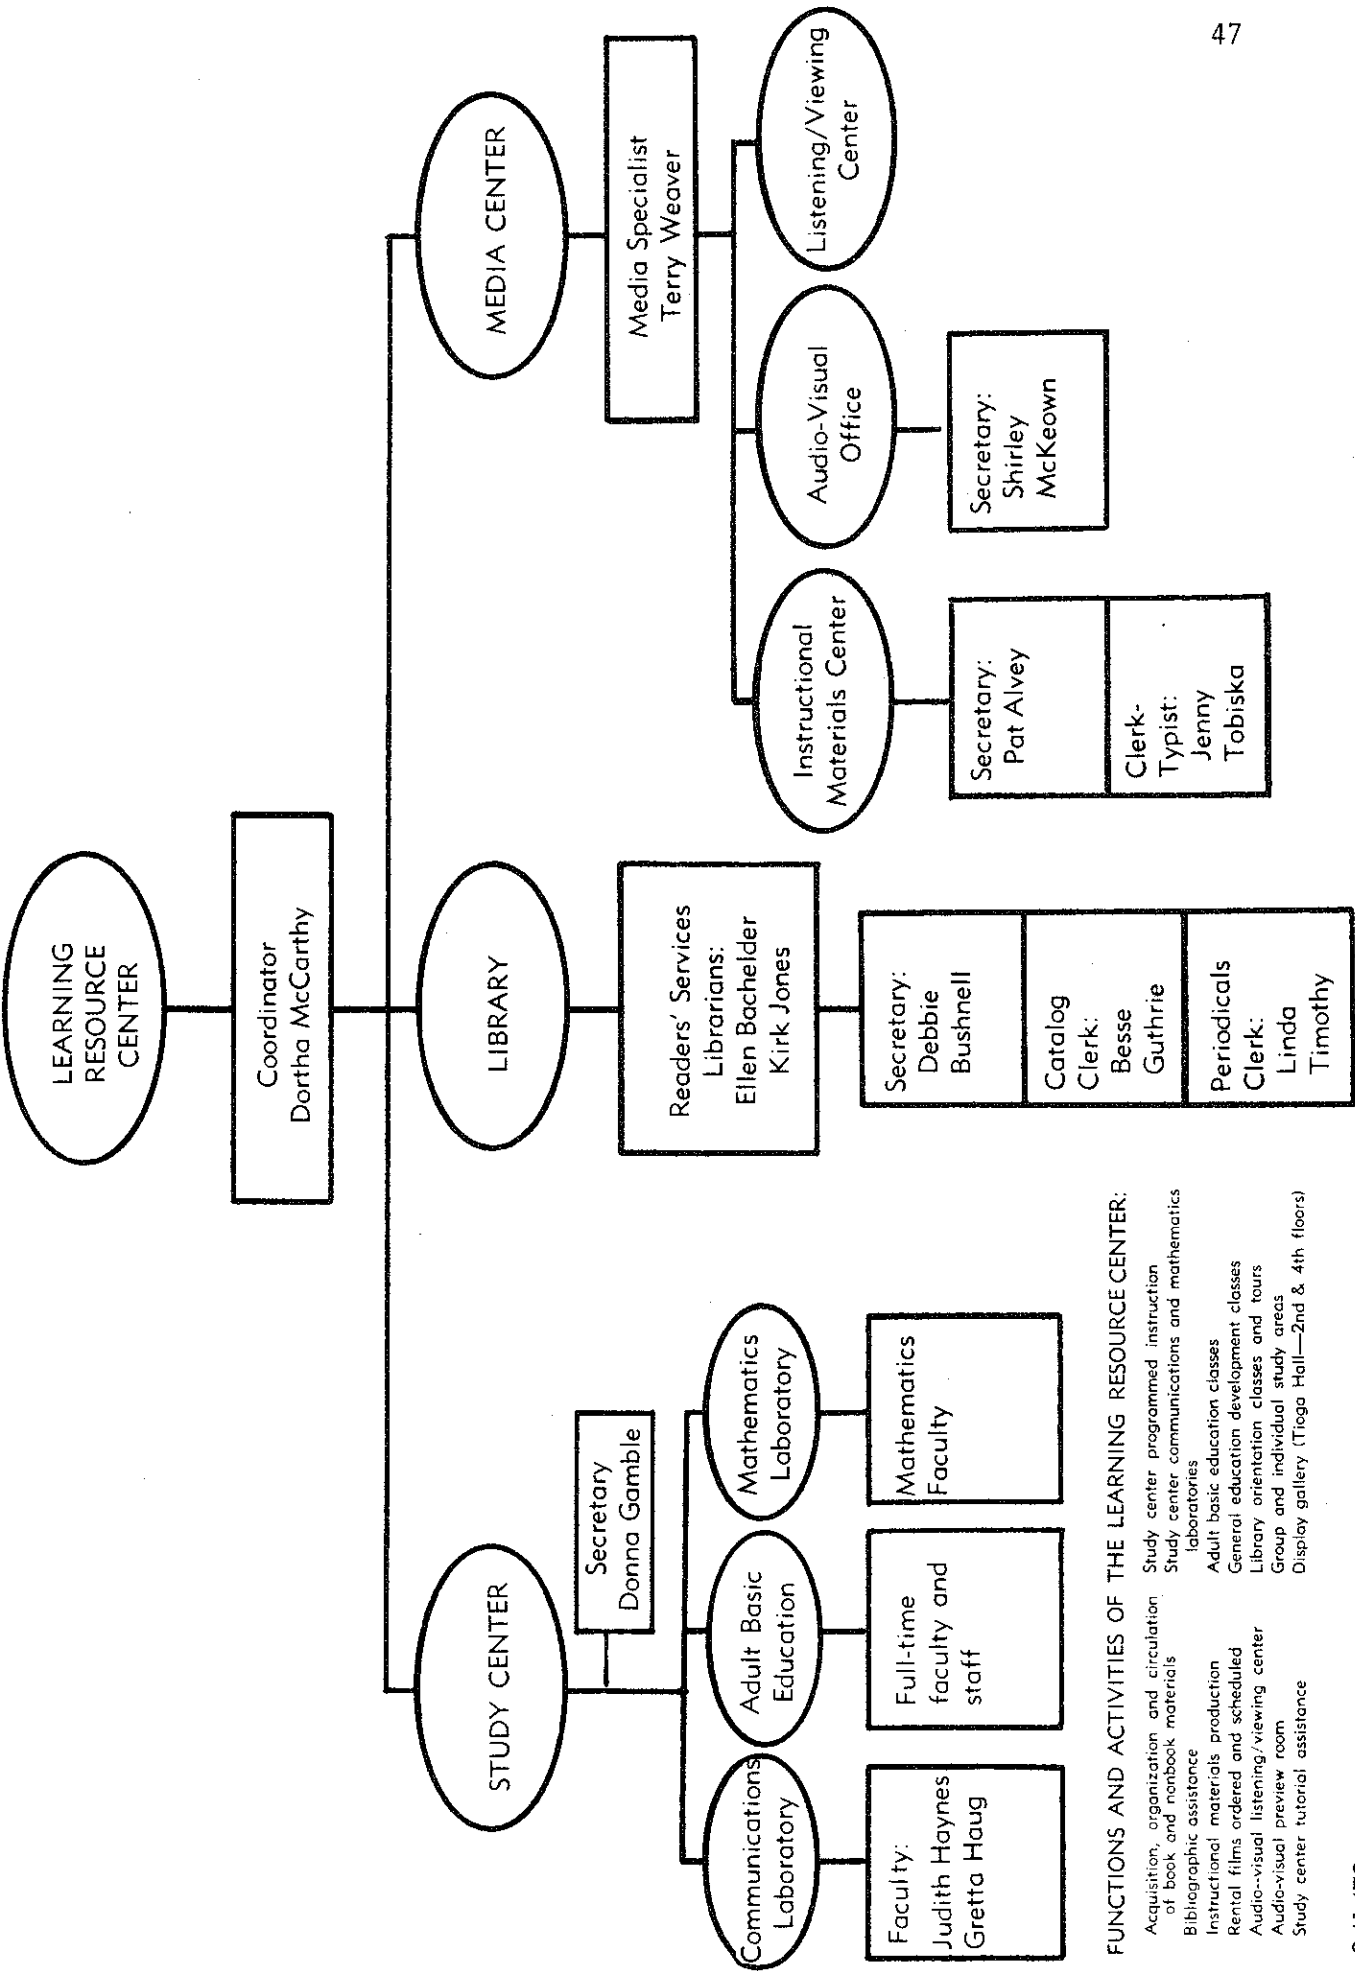 47
LEARNING
RESOURCE
CENTER
Coordinator
Dortha McCarthy
STUDY CENTER
Secretary
Donna Gamble
Communications
Laboratory
Faculty:
Judith Haynes
Gretta Haug
Adult Basic
Education
Full-time
faculty and
staff
Mathematics
Laboratory
Mathematics
Faculty
LIBRARY
Readers' Services
Librarians:
Ellen Bachelder
Kirk Jones
Secretary:
Debbie
Bushnell
Catalog
Clerk:
Besse
Guthrie
Periodicals
Clerk:
Linda
Timothy
MEDIA CENTER
Media Specialist
Terry Weaver
Instructional
Materials Center
Secretary:
Pat Alvey
Clerk-
Typist:
Jenny
Tobiska
Audio-Visual
Office
Secretary:
Shirley
McKeown
Listening/Viewing
Center
FUNCTIONS AND ACTIVITIES OF THE LEARNING RESOURCE CENTER:
Acquisition, organization and circulation
of book and nonbook materials
Bibliographic assistance
Instructional materials production
Rental films ordered and scheduled
Audio--visual listening/viewing center
Audio-visual preview room
Study center tutorial assistance
Study center programmed instruction
Study center communications and mathematics
laboratories
Adult basic education classes
General education development classes
Library orientation classes and tours
Group and individual study areas
Display gallery (Tioga Hall—2nd & 4th floors)